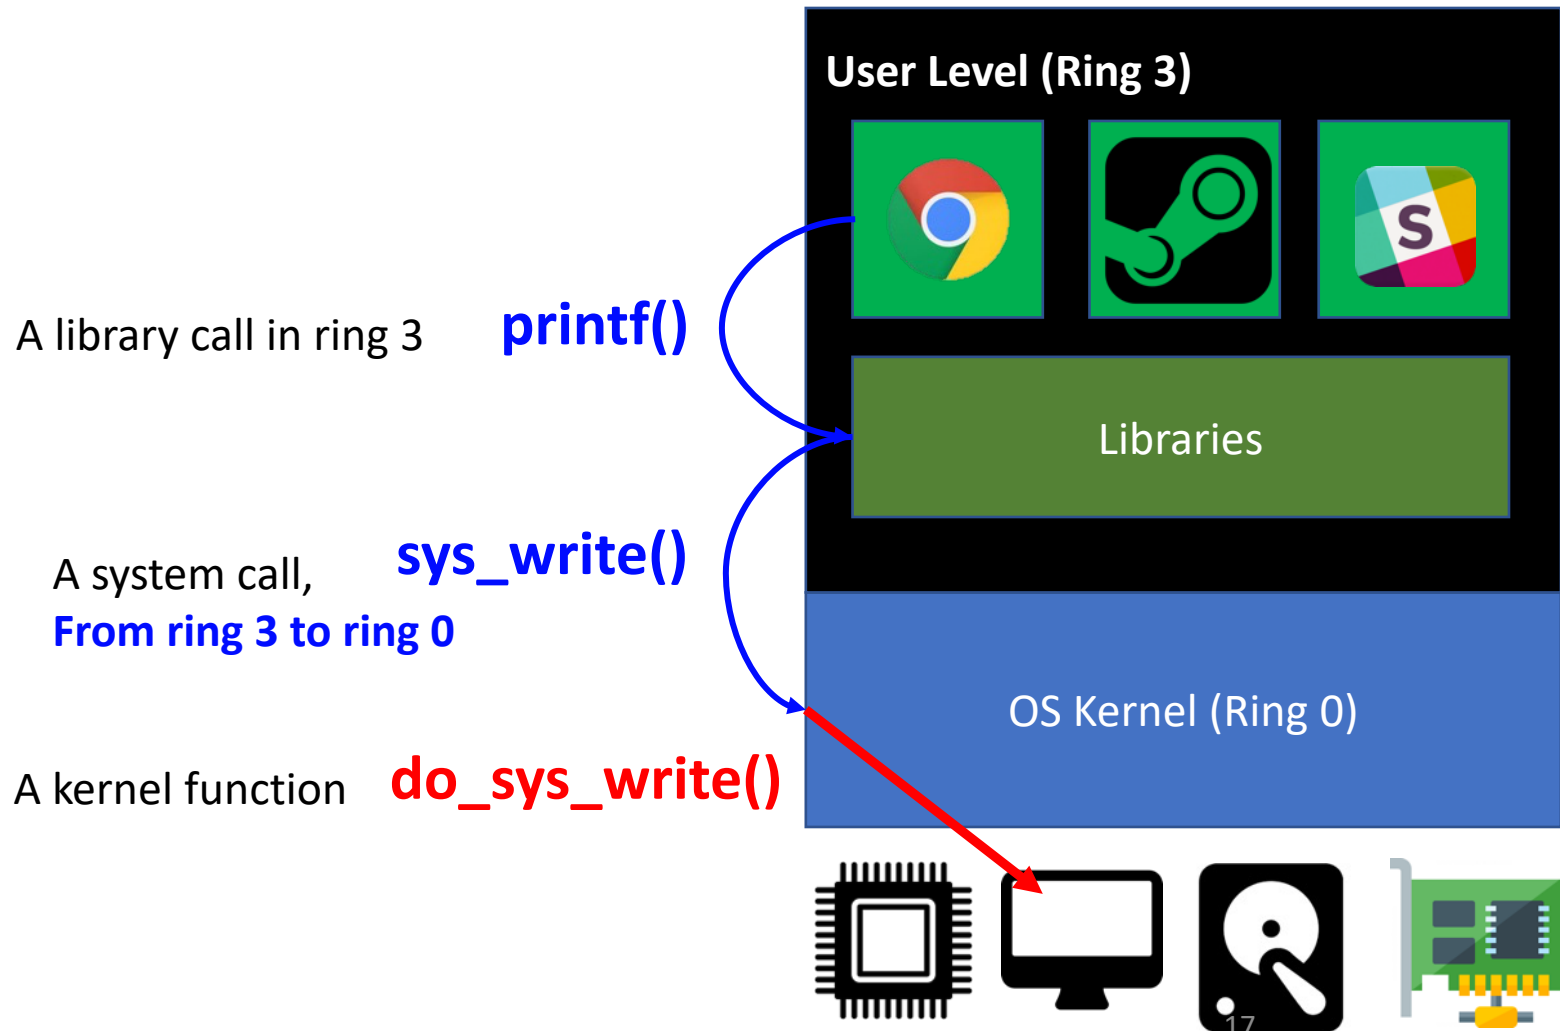 User Level (Ring 3)
S
A library call in ring 3 printf()
Libraries
A system call, sys_write()
From ring 3 to ring 0
OS Kernel (Ring 0)
A kernel function do_sys_write()
17